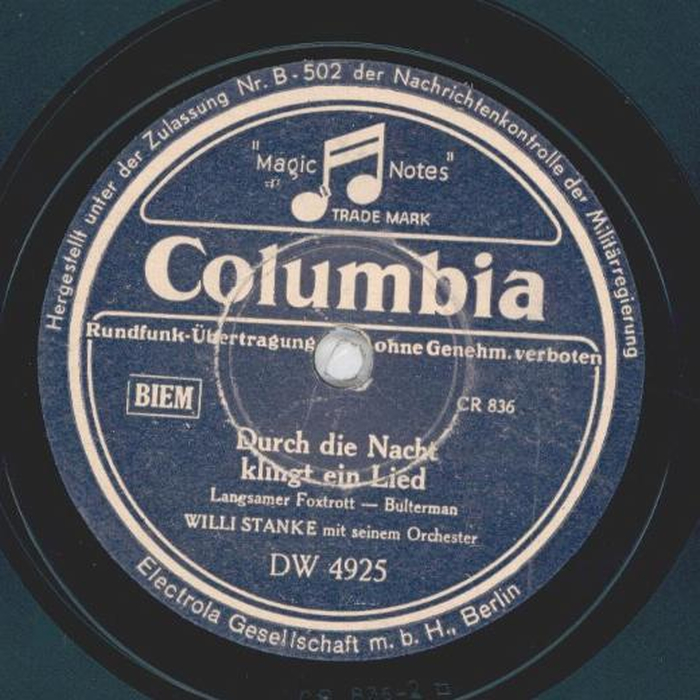 Hergestellt unter der Zulassung Nr. B-502 der Nachrichtenkontrolle der Militärregierung
"Magic Notes"
TRADE MARK
Columbia
Rundfunk-Übertragung ohne Genehm. verboten
BIEM
CR 836
Durch die Nacht
klingt ein Lied
Langsamer Foxtrott — Bulterman
WILLI STANKE mit seinem Orchester
DW 4925
Electrola Gesellschaft m. b. H., Berlin